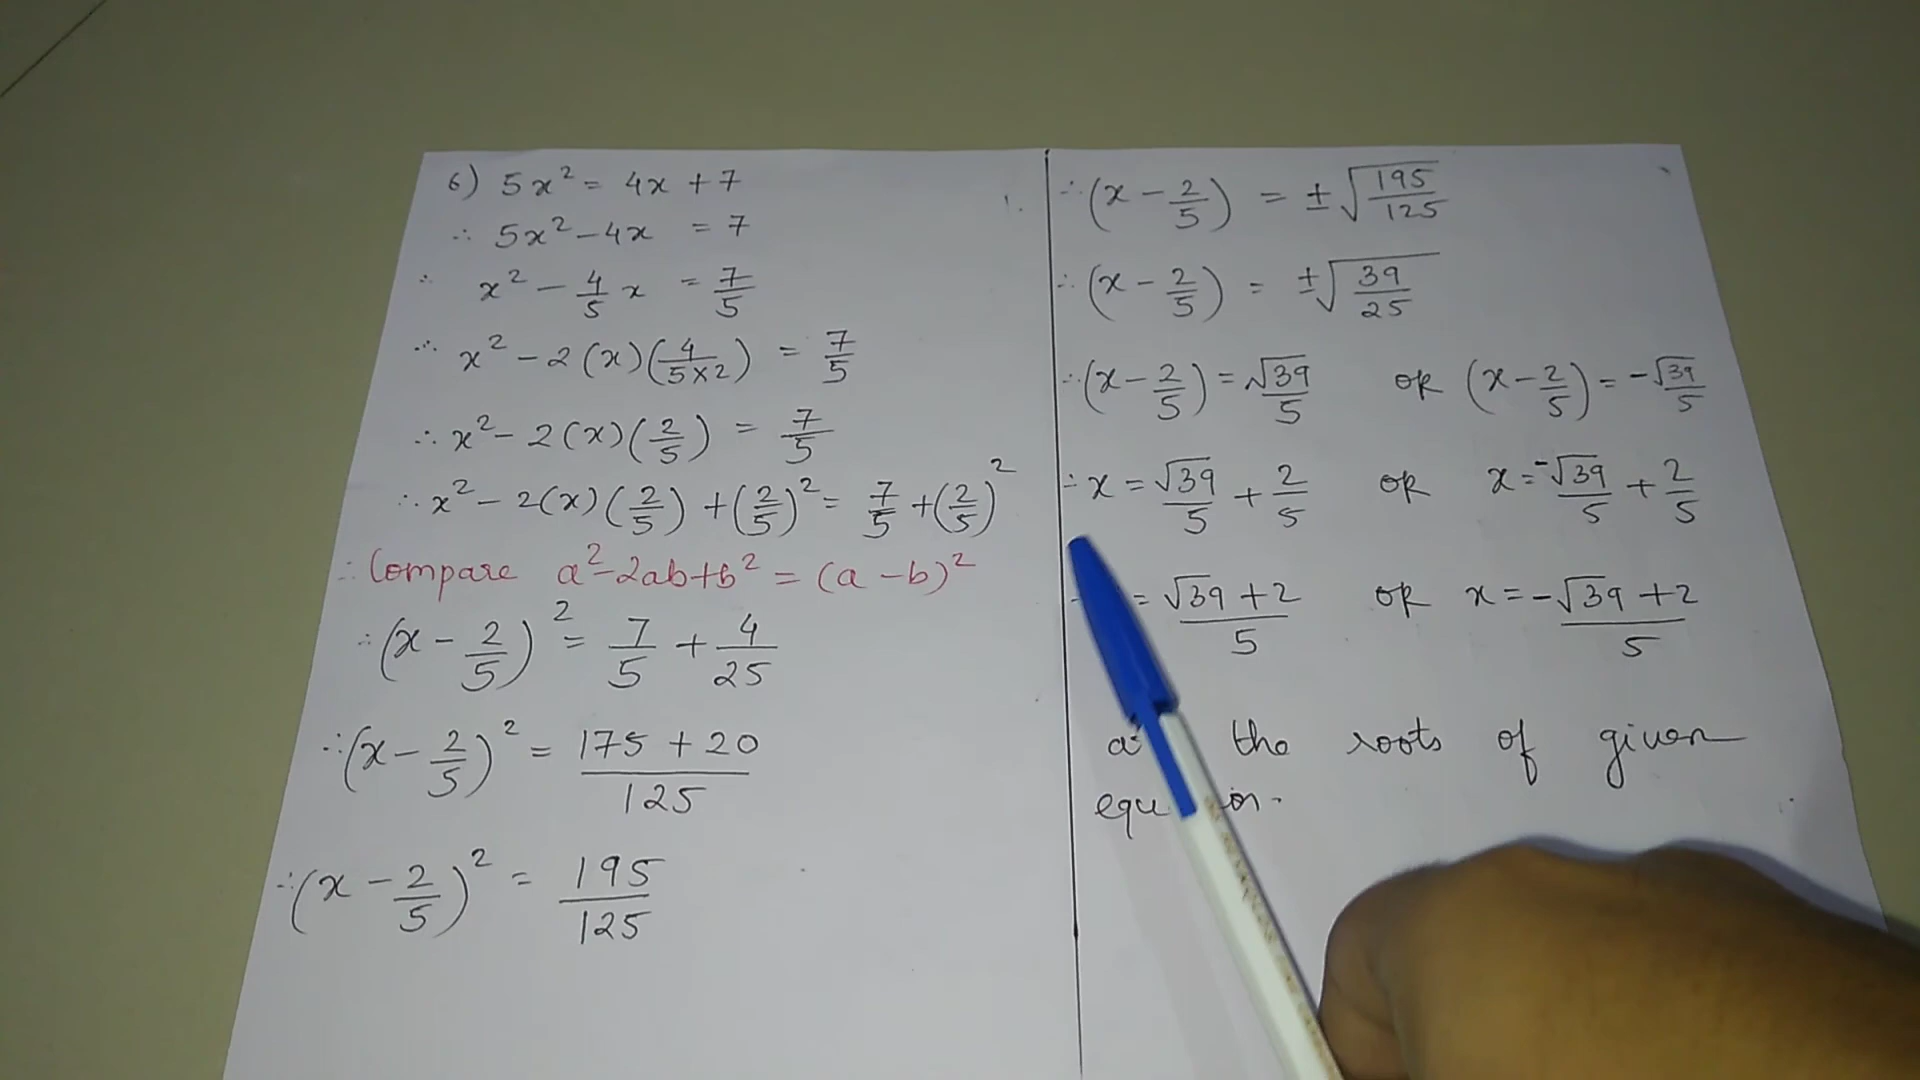 6) 5x² = 4x + 7
∴ 5x² - 4x = 7
∴ x² - 4/5 x = 7/5
∴ x² - 2(x)(4/5×2) = 7/5
∴ x² - 2(x)(2/5) = 7/5
∴ x² - 2(x)(2/5) + (2/5)² = 7/5 + (2/5)²
∴ Compare a² - 2ab + b² = (a - b)²
∴ (x - 2/5)² = 7/5 + 4/25
∴ (x - 2/5)² = 175 + 20/125
∴ (x - 2/5)² = 195/125
∴ (x - 2/5) = ±√195/125
∴ (x - 2/5) = ±√39/25
∴ (x - 2/5) = √39/5 or (x - 2/5) = -√39/5
∴ x = √39/5 + 2/5 or x = -√39/5 + 2/5
= √39 + 2/5 or x = -√39 + 2/5
the roots of given